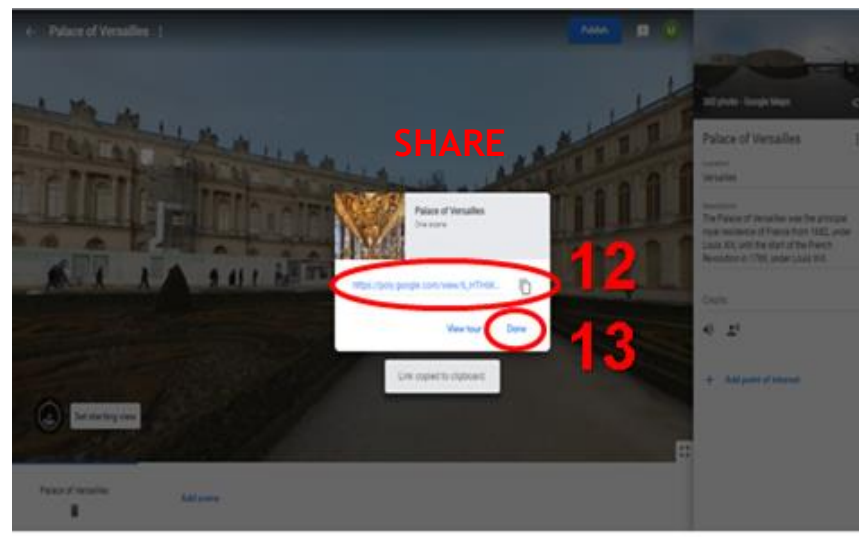 Palace of Versailles
Publish
SHARE
Palace of Versailles
One scene
12
View tour
Done
13
Link copied to clipboard
Set starting view
Palace of Versailles
Add scene
360 photo - Google Maps
Palace of Versailles
Location
Versailles
Description
The Palace of Versailles was the principal
royal residence of France from 1682, under
Louis XIV, until the start of the French
Revolution in 1789, under Louis XVI.
Credits
+ Add point of interest